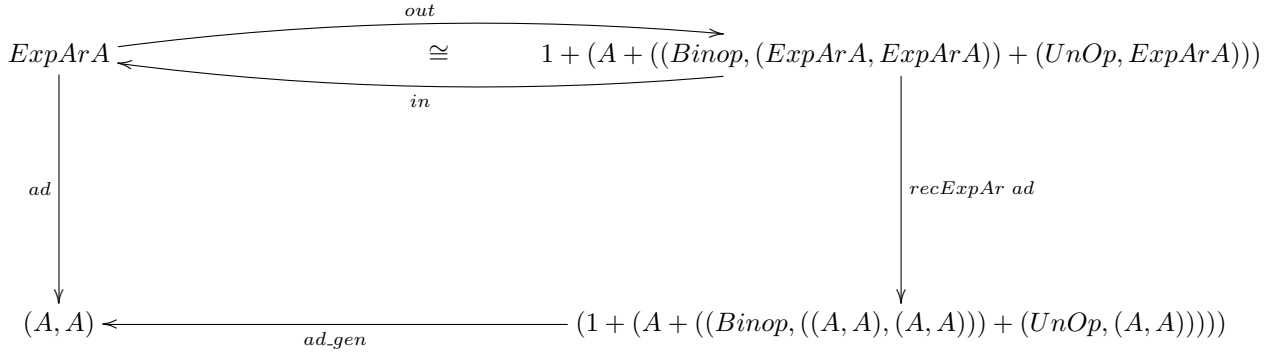 out
ExpArA ≅ 1 + (A + ((Binop, (ExpArA, ExpArA)) + (UnOp, ExpArA)))
in
ad recExpAr ad
(A, A) (1 + (A + ((Binop, ((A, A), (A, A))) + (UnOp, (A, A)))))
ad_gen